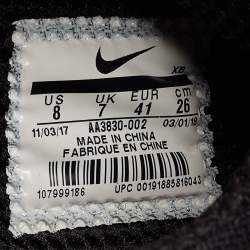 XB
US UK EUR cm
8 7 41 26
11/03/17 AA3830-002 03/01/18
MADE IN CHINA
FABRIQUE EN CHINE
107999186 UPC 00191885816043